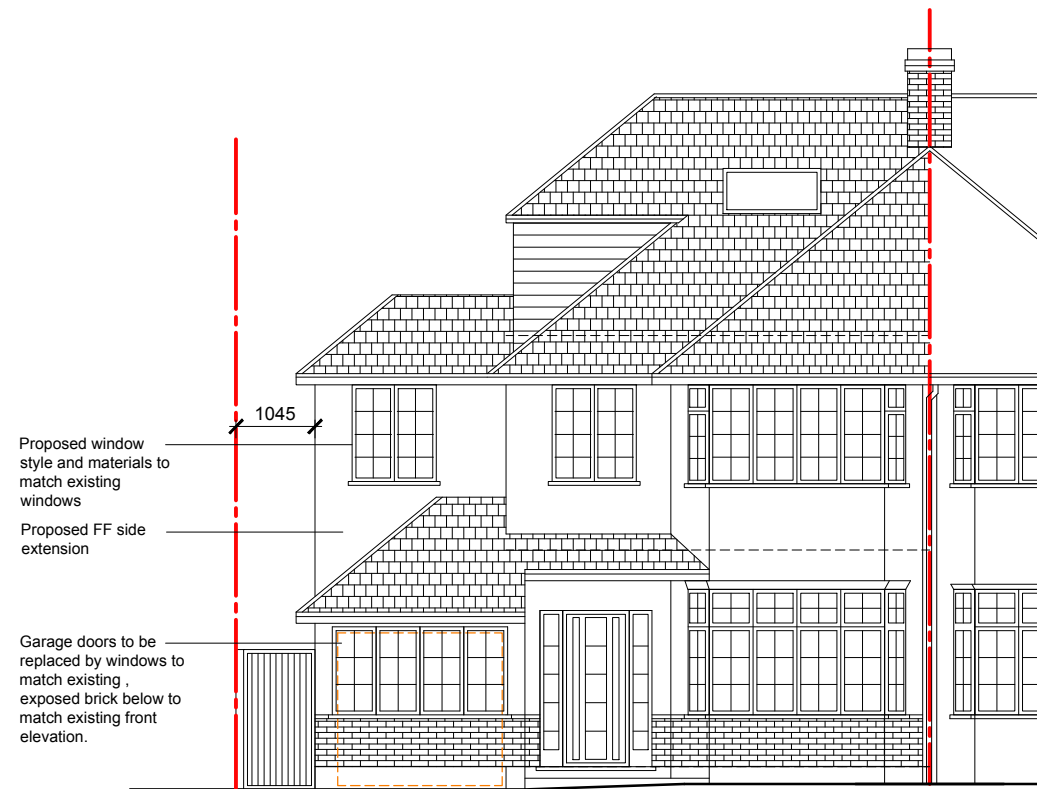 1045
Proposed window
style and materials to
match existing
windows
Proposed FF side
extension
Garage doors to be
replaced by windows to
match existing ,
exposed brick below to
match existing front
elevation.